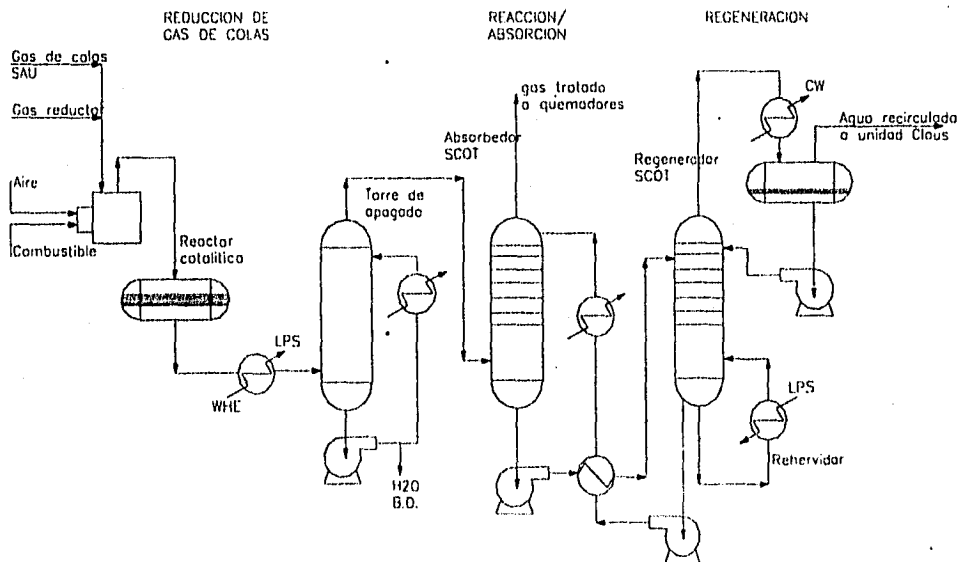 REDUCCION DE
GAS DE COLAS
REACCION/
ABSORCION
REGENERACION
Gas de colas
SAU
Gas reducto
Aire
Combustible
Reactor
catalitico
LPS
WHE
Torre de
apagado
H2O
B.D.
gas tratado
a quemadores
Absorbedor
SCOT
Regenerador
SCOT
CW
Agua recirculada
a unidad Claus
LPS
Rehervidor